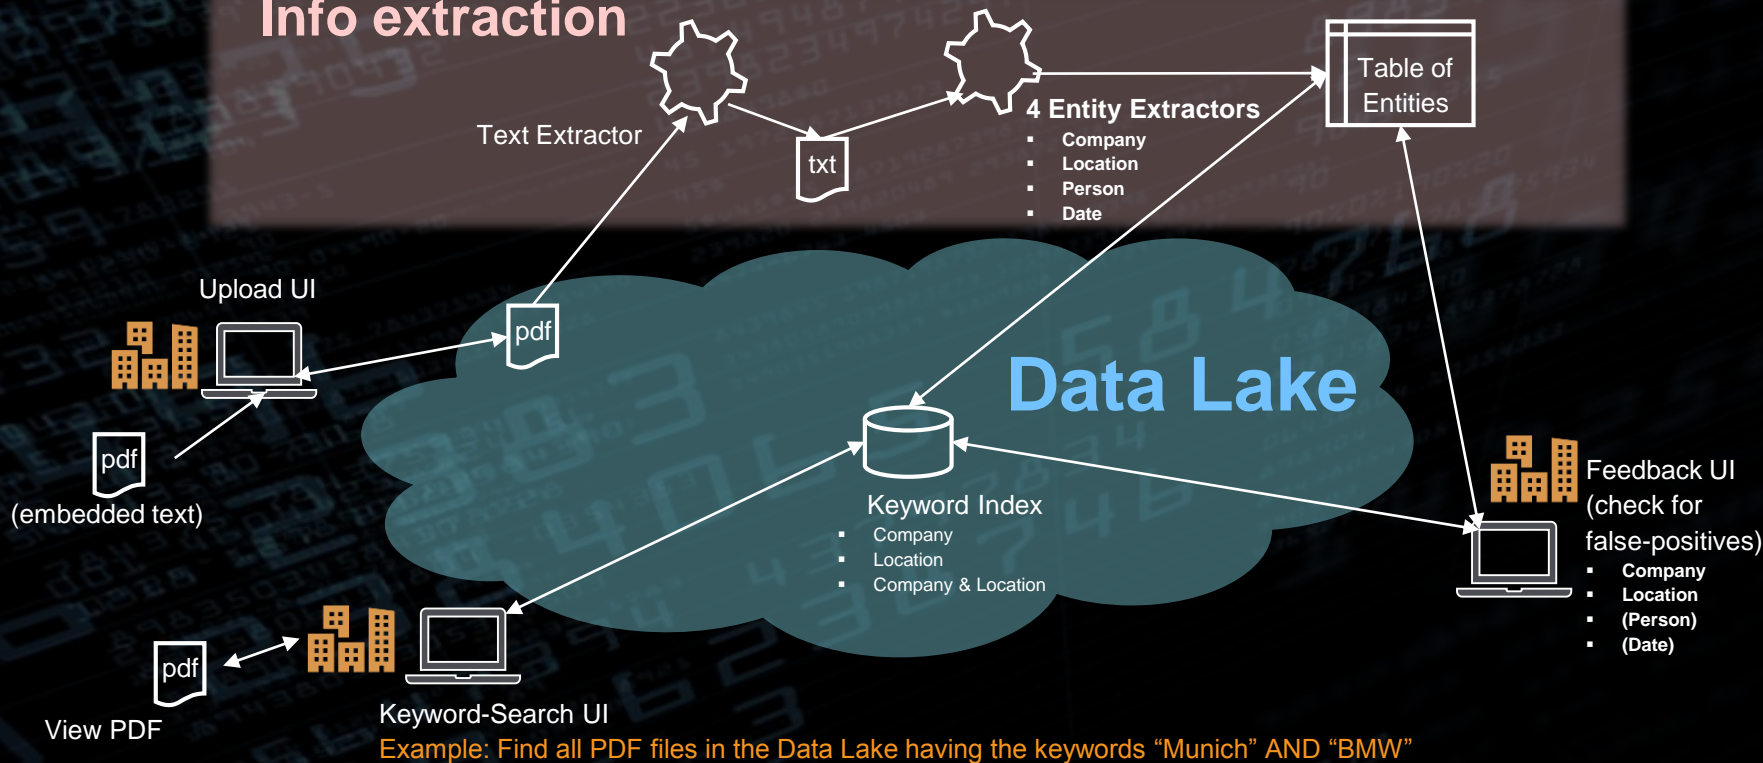 Info extraction
Text Extractor
txt
4 Entity Extractors
▪ Company
▪ Location
▪ Person
▪ Date
Table of
Entities
Upload UI
pdf
pdf
(embedded text)
Data Lake
Keyword Index
▪ Company
▪ Location
▪ Company & Location
Feedback UI
(check for
false-positives)
▪ Company
▪ Location
▪ (Person)
▪ (Date)
pdf
View PDF
Keyword-Search UI
Example: Find all PDF files in the Data Lake having the keywords “Munich” AND “BMW”